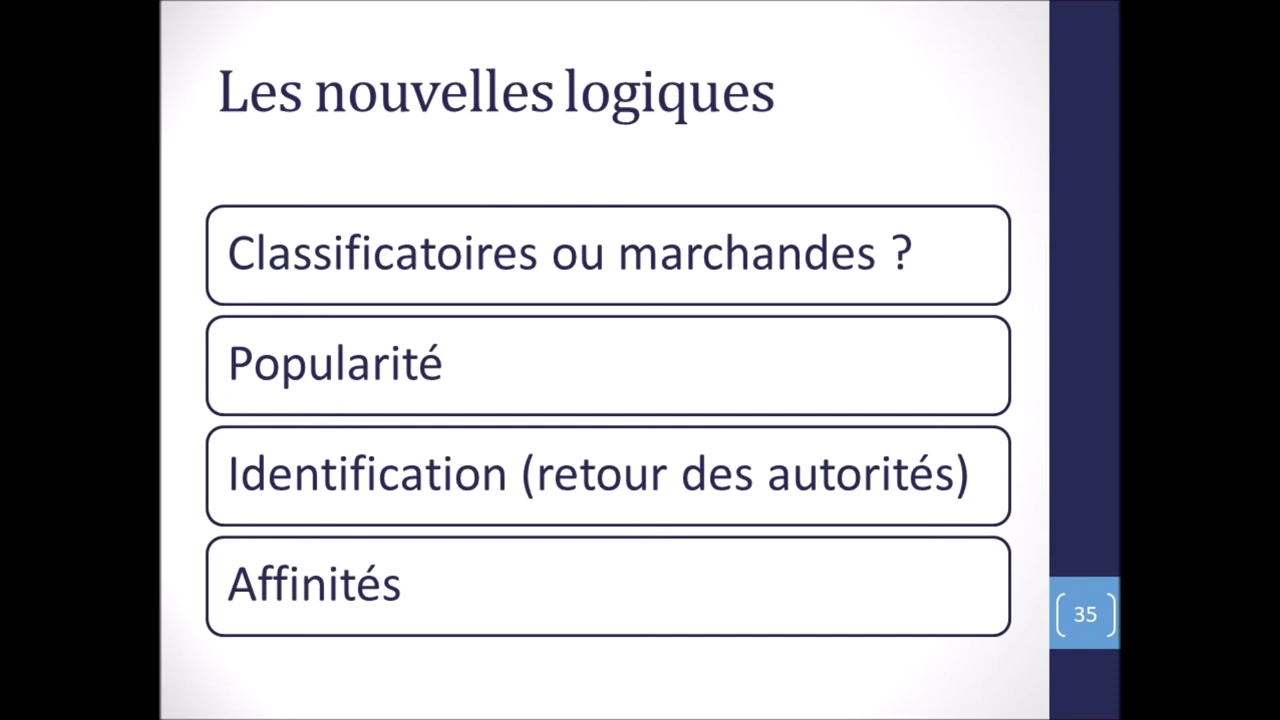 Les nouvelles logiques
Classificatoires ou marchandes ?
Popularité
Identification (retour des autorités)
Affinités
35